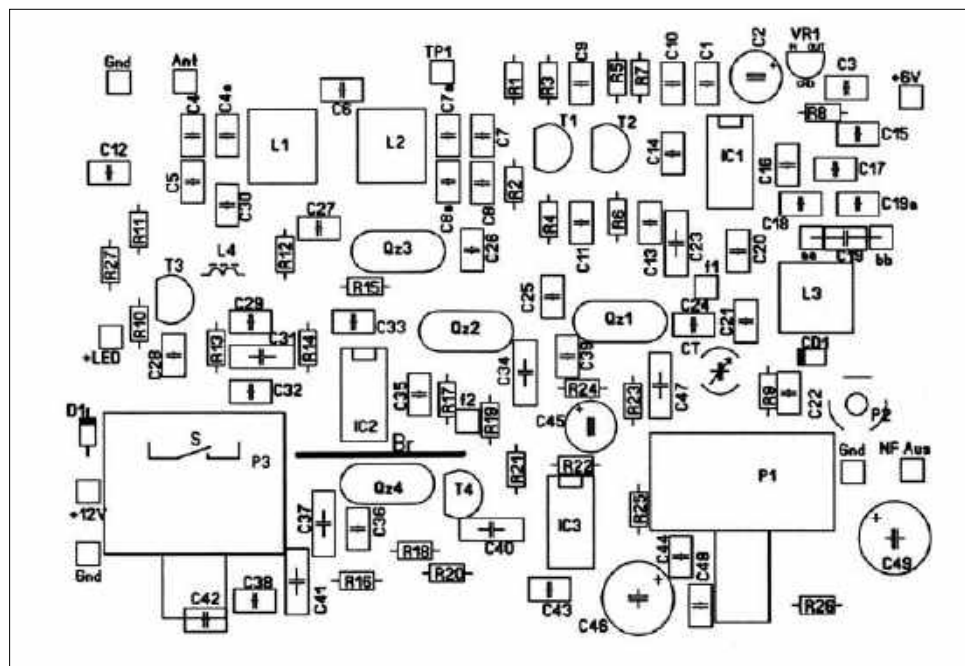 Gnd
Ant
TP1
C9
C10
C1
C2
VR1
IN OUT
GND
C3
+6V
C4
C4a
C6
C7a
R1
R3
R5
R7
R8
C15
L1
L2
C7
T1
T2
C14
IC1
C16
C17
C12
C5
C30
C8a
C8
R2
C18
C19a
R11
C27
R4
C11
R6
C13
C23
C20
aa
C19
bb
R27
T3
L4
R12
Qz3
C26
f1
R15
C25
L3
R10
C29
C33
Qz2
Qz1
C24
C21
+LED
C28
R13
C31
R14
C34
C39
CT
CD1
C32
C35
R17
f2
R19
R24
R23
C47
R9
C22
P2
D1
S
P3
IC2
Br
C45
Gnd
NF Aus
R21
R22
P1
+12V
Qz4
T4
C37
C36
C40
IC3
R25
Gnd
R18
C44
C48
C49
C42
C38
C41
R16
R20
C43
C46
R26